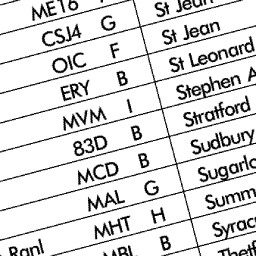 ME16
CSJ4 G St Jean
OIC F St Jean
ERY B St Leonard
MVM I Stephen A
83D B Stratford
MCD B Sudbury
MAL G Sugarlo
MHT H Summ
MBL B Syrac